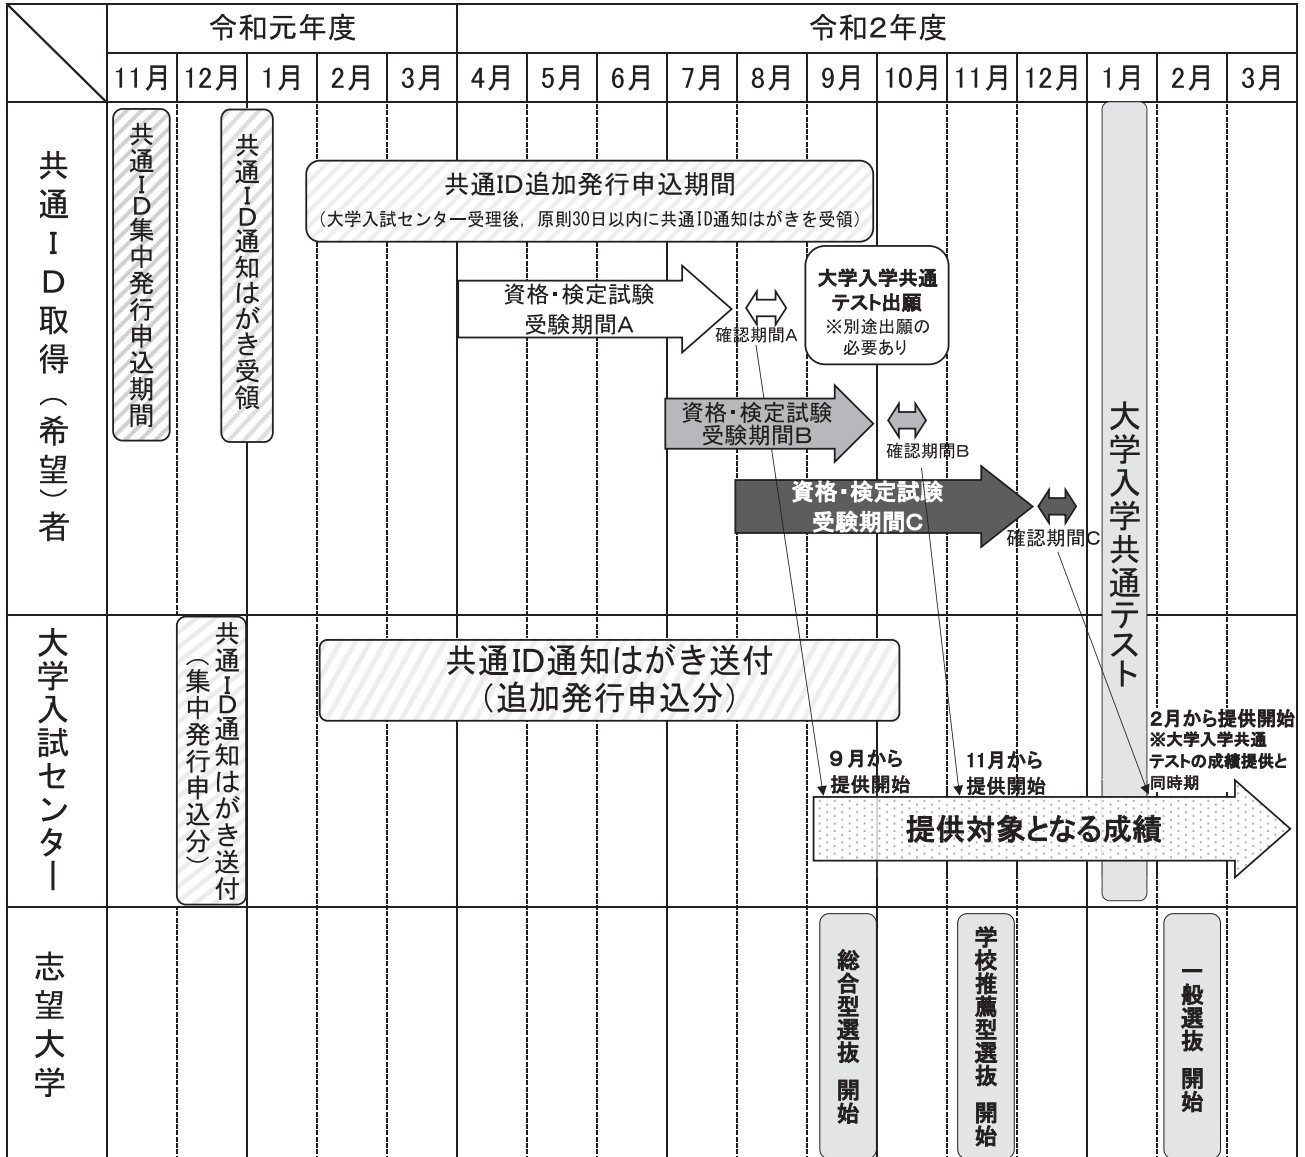 令和元年度
令和2年度
11月
12月
1月
2月
3月
4月
5月
6月
7月
8月
9月
10月
11月
12月
1月
2月
3月
共通ID取得(希望)者
共通ID集中発行申込期間
共通ID通知はがき受領
共通ID追加発行申込期間
(大学入試センター受理後,原則30日以内に共通ID通知はがきを受領)
資格・検定試験
受験期間A
確認期間A
大学入学共通
テスト出願
※別途出願の
必要あり
資格・検定試験
受験期間B
確認期間B
資格・検定試験
受験期間C
確認期間C
大学入学共通テスト
大学入試センター
共通ID通知はがき送付
(集中発行申込分)
共通ID通知はがき送付
(追加発行申込分)
9月から
提供開始
11月から
提供開始
2月から提供開始
※大学入学共通
テストの成績提供と
同時期
提供対象となる成績
志望大学
総合型選抜 開始
学校推薦型選抜 開始
一般選抜 開始